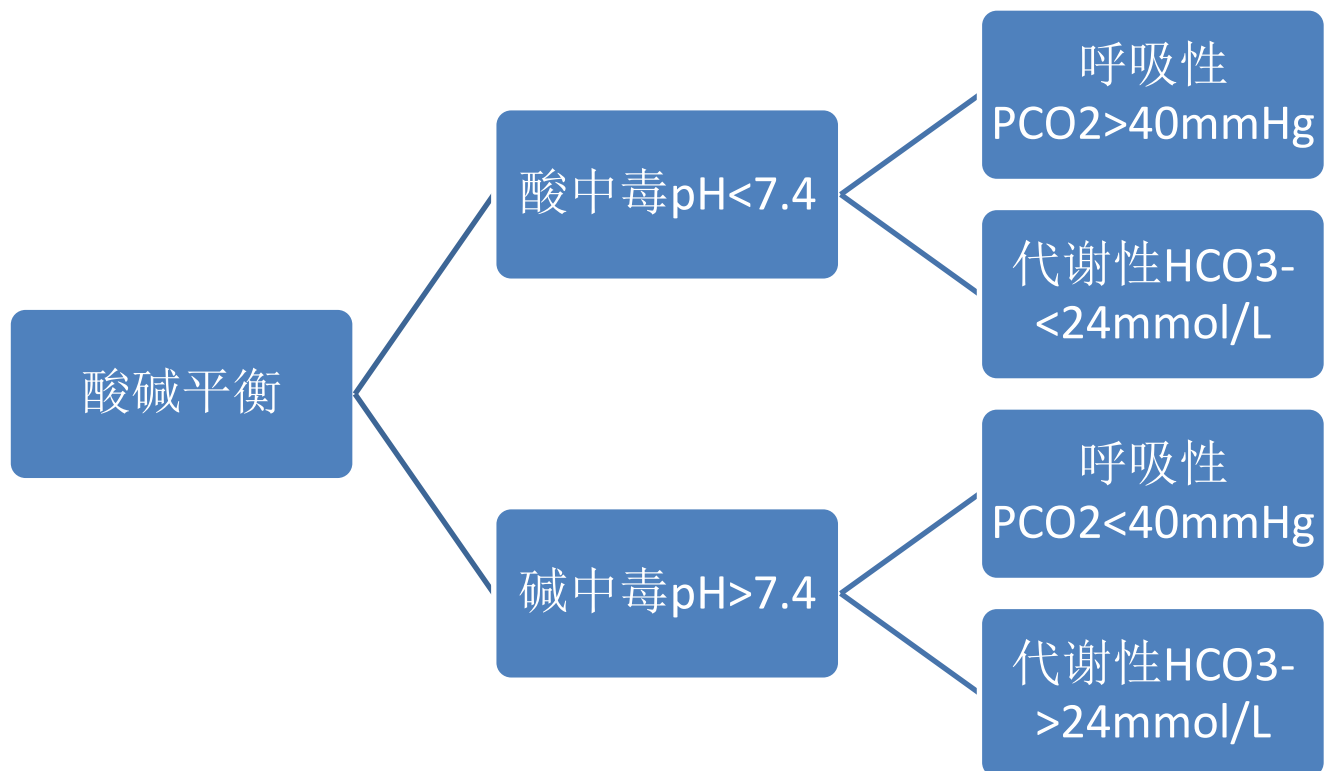 酸碱平衡
酸中毒pH<7.4
呼吸性
PCO2>40mmHg
代谢性HCO3-
<24mmol/L
碱中毒pH>7.4
呼吸性
PCO2<40mmHg
代谢性HCO3-
>24mmol/L